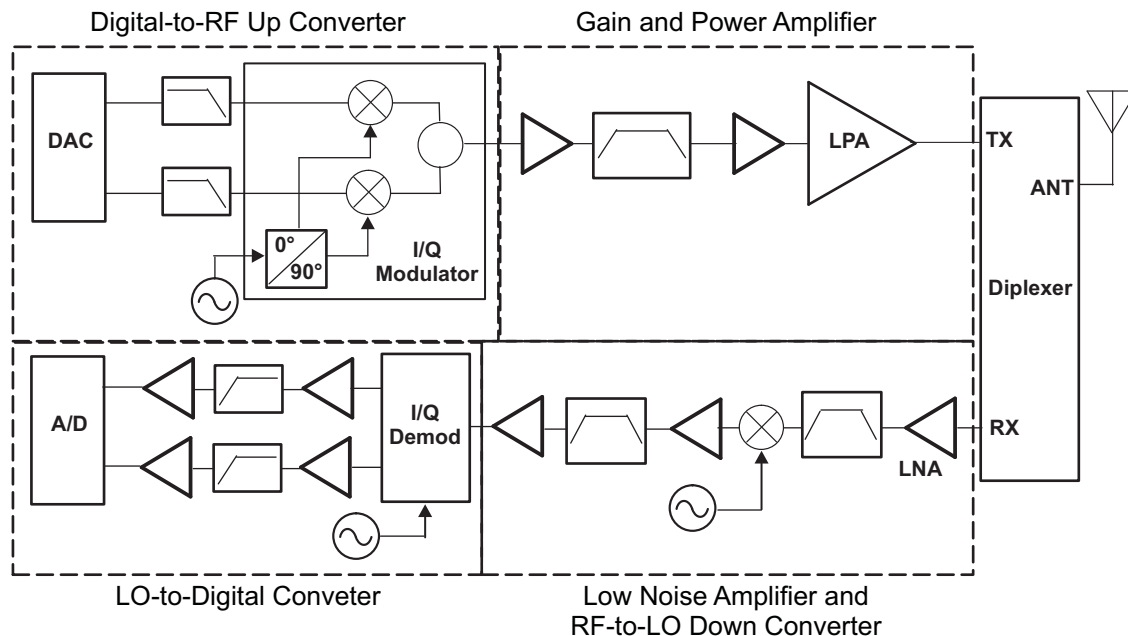 Digital-to-RF Up Converter
Gain and Power Amplifier
DAC
0°
90°
I/Q
Modulator
LPA
TX
ANT
Diplexer
RX
A/D
I/Q
Demod
LNA
LO-to-Digital Conveter
Low Noise Amplifier and
RF-to-LO Down Converter